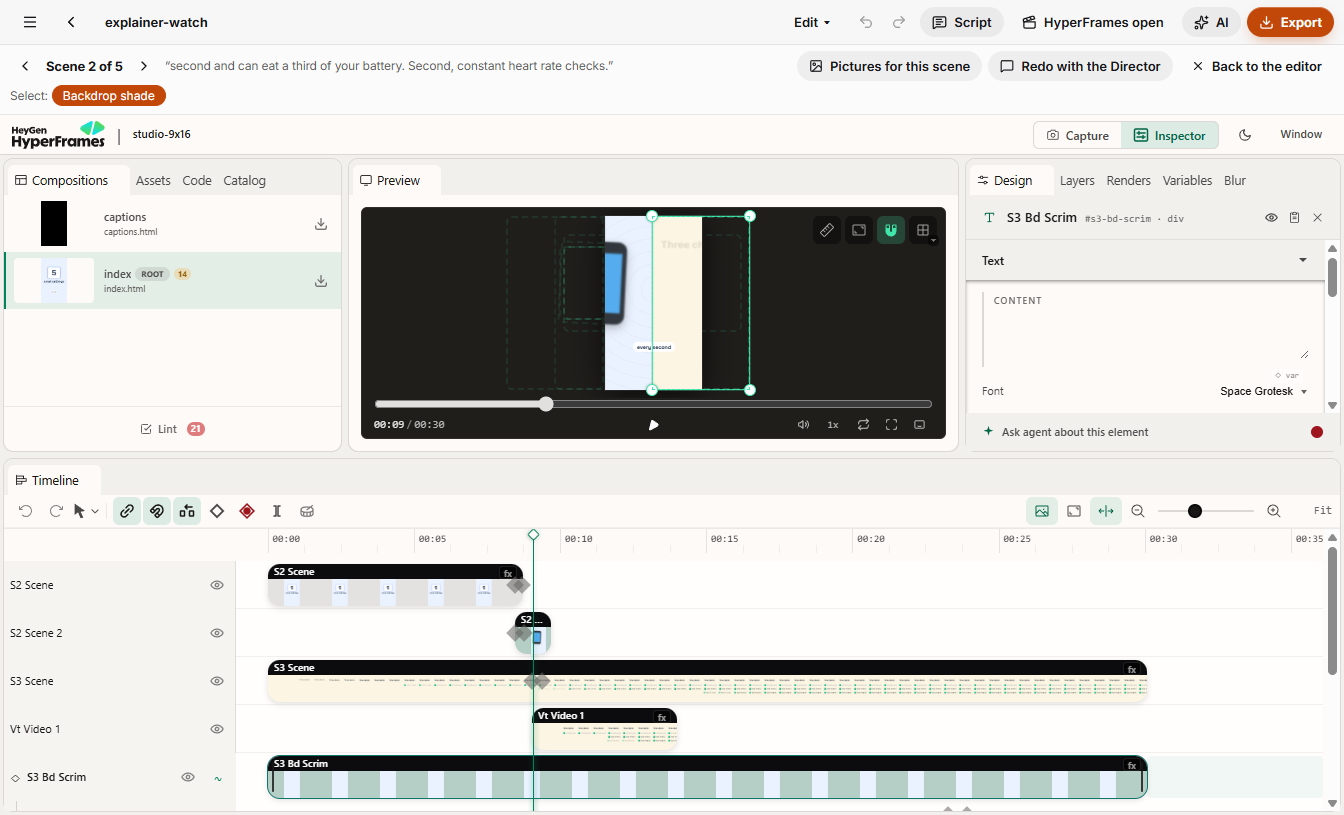 explainer-watch
Edit
Script
HyperFrames open
AI
Export
Scene 2 of 5
“second and can eat a third of your battery. Second, constant heart rate checks.”
Pictures for this scene
Redo with the Director
Back to the editor
Select:
Backdrop shade
HeyGen
HyperFrames
studio-9x16
Capture
Inspector
Window
Compositions
Assets
Code
Catalog
captions
captions.html
index ROOT 14
index.html
Lint 21
Preview
Three ch
every second
00:09 / 00:30
1x
Design
Layers
Renders
Variables
Blur
S3 Bd Scrim #s3-bd-scrim · div
Text
CONTENT
var
Font
Space Grotesk
Ask agent about this element
Timeline
Fit
00:00
00:05
00:10
00:15
00:20
00:25
00:30
00:35
S2 Scene
S2 Scene
fx
S2 Scene 2
S2 ...
S3 Scene
S3 Scene
fx
Vt Video 1
Vt Video 1
fx
S3 Bd Scrim
S3 Bd Scrim
fx